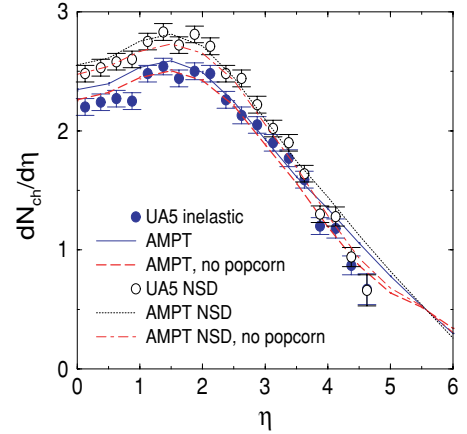 3
2
1
0
dN_ch/dη
UA5 inelastic
AMPT
AMPT, no popcorn
UA5 NSD
AMPT NSD
AMPT NSD, no popcorn
0 1 2 3 4 5 6
η